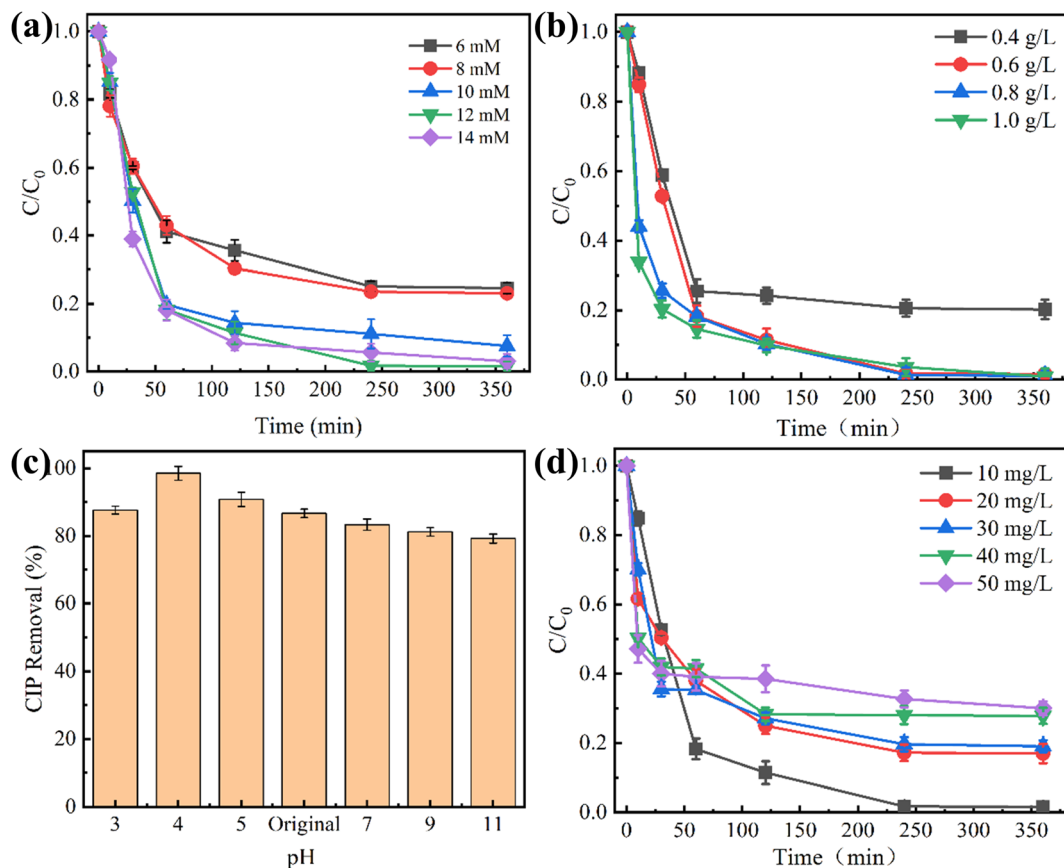 (a)
1.0
0.8
0.6
0.4
0.2
0.0
C/C0
6 mM
8 mM
10 mM
12 mM
14 mM
0 50 100 150 200 250 300 350
Time (min)
(b)
1.0
0.8
0.6
0.4
0.2
0.0
C/C0
0.4 g/L
0.6 g/L
0.8 g/L
1.0 g/L
0 50 100 150 200 250 300 350
Time（min）
(c)
100
80
60
40
20
0
CIP Removal (%)
3 4 5 Original 7 9 11
pH
(d)
1.0
0.8
0.6
0.4
0.2
0.0
C/C0
10 mg/L
20 mg/L
30 mg/L
40 mg/L
50 mg/L
0 50 100 150 200 250 300 350
Time（min）